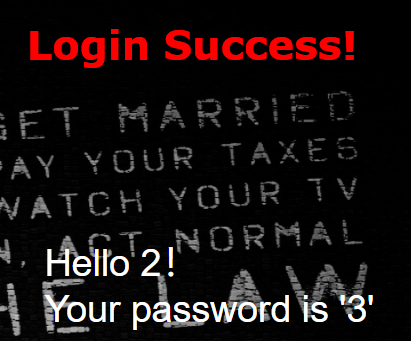 Login Success!
GET MARRIED
PAY YOUR TAXES
WATCH YOUR TV
, ACT NORMAL
HE LAW
Hello 2！
Your password is '3'